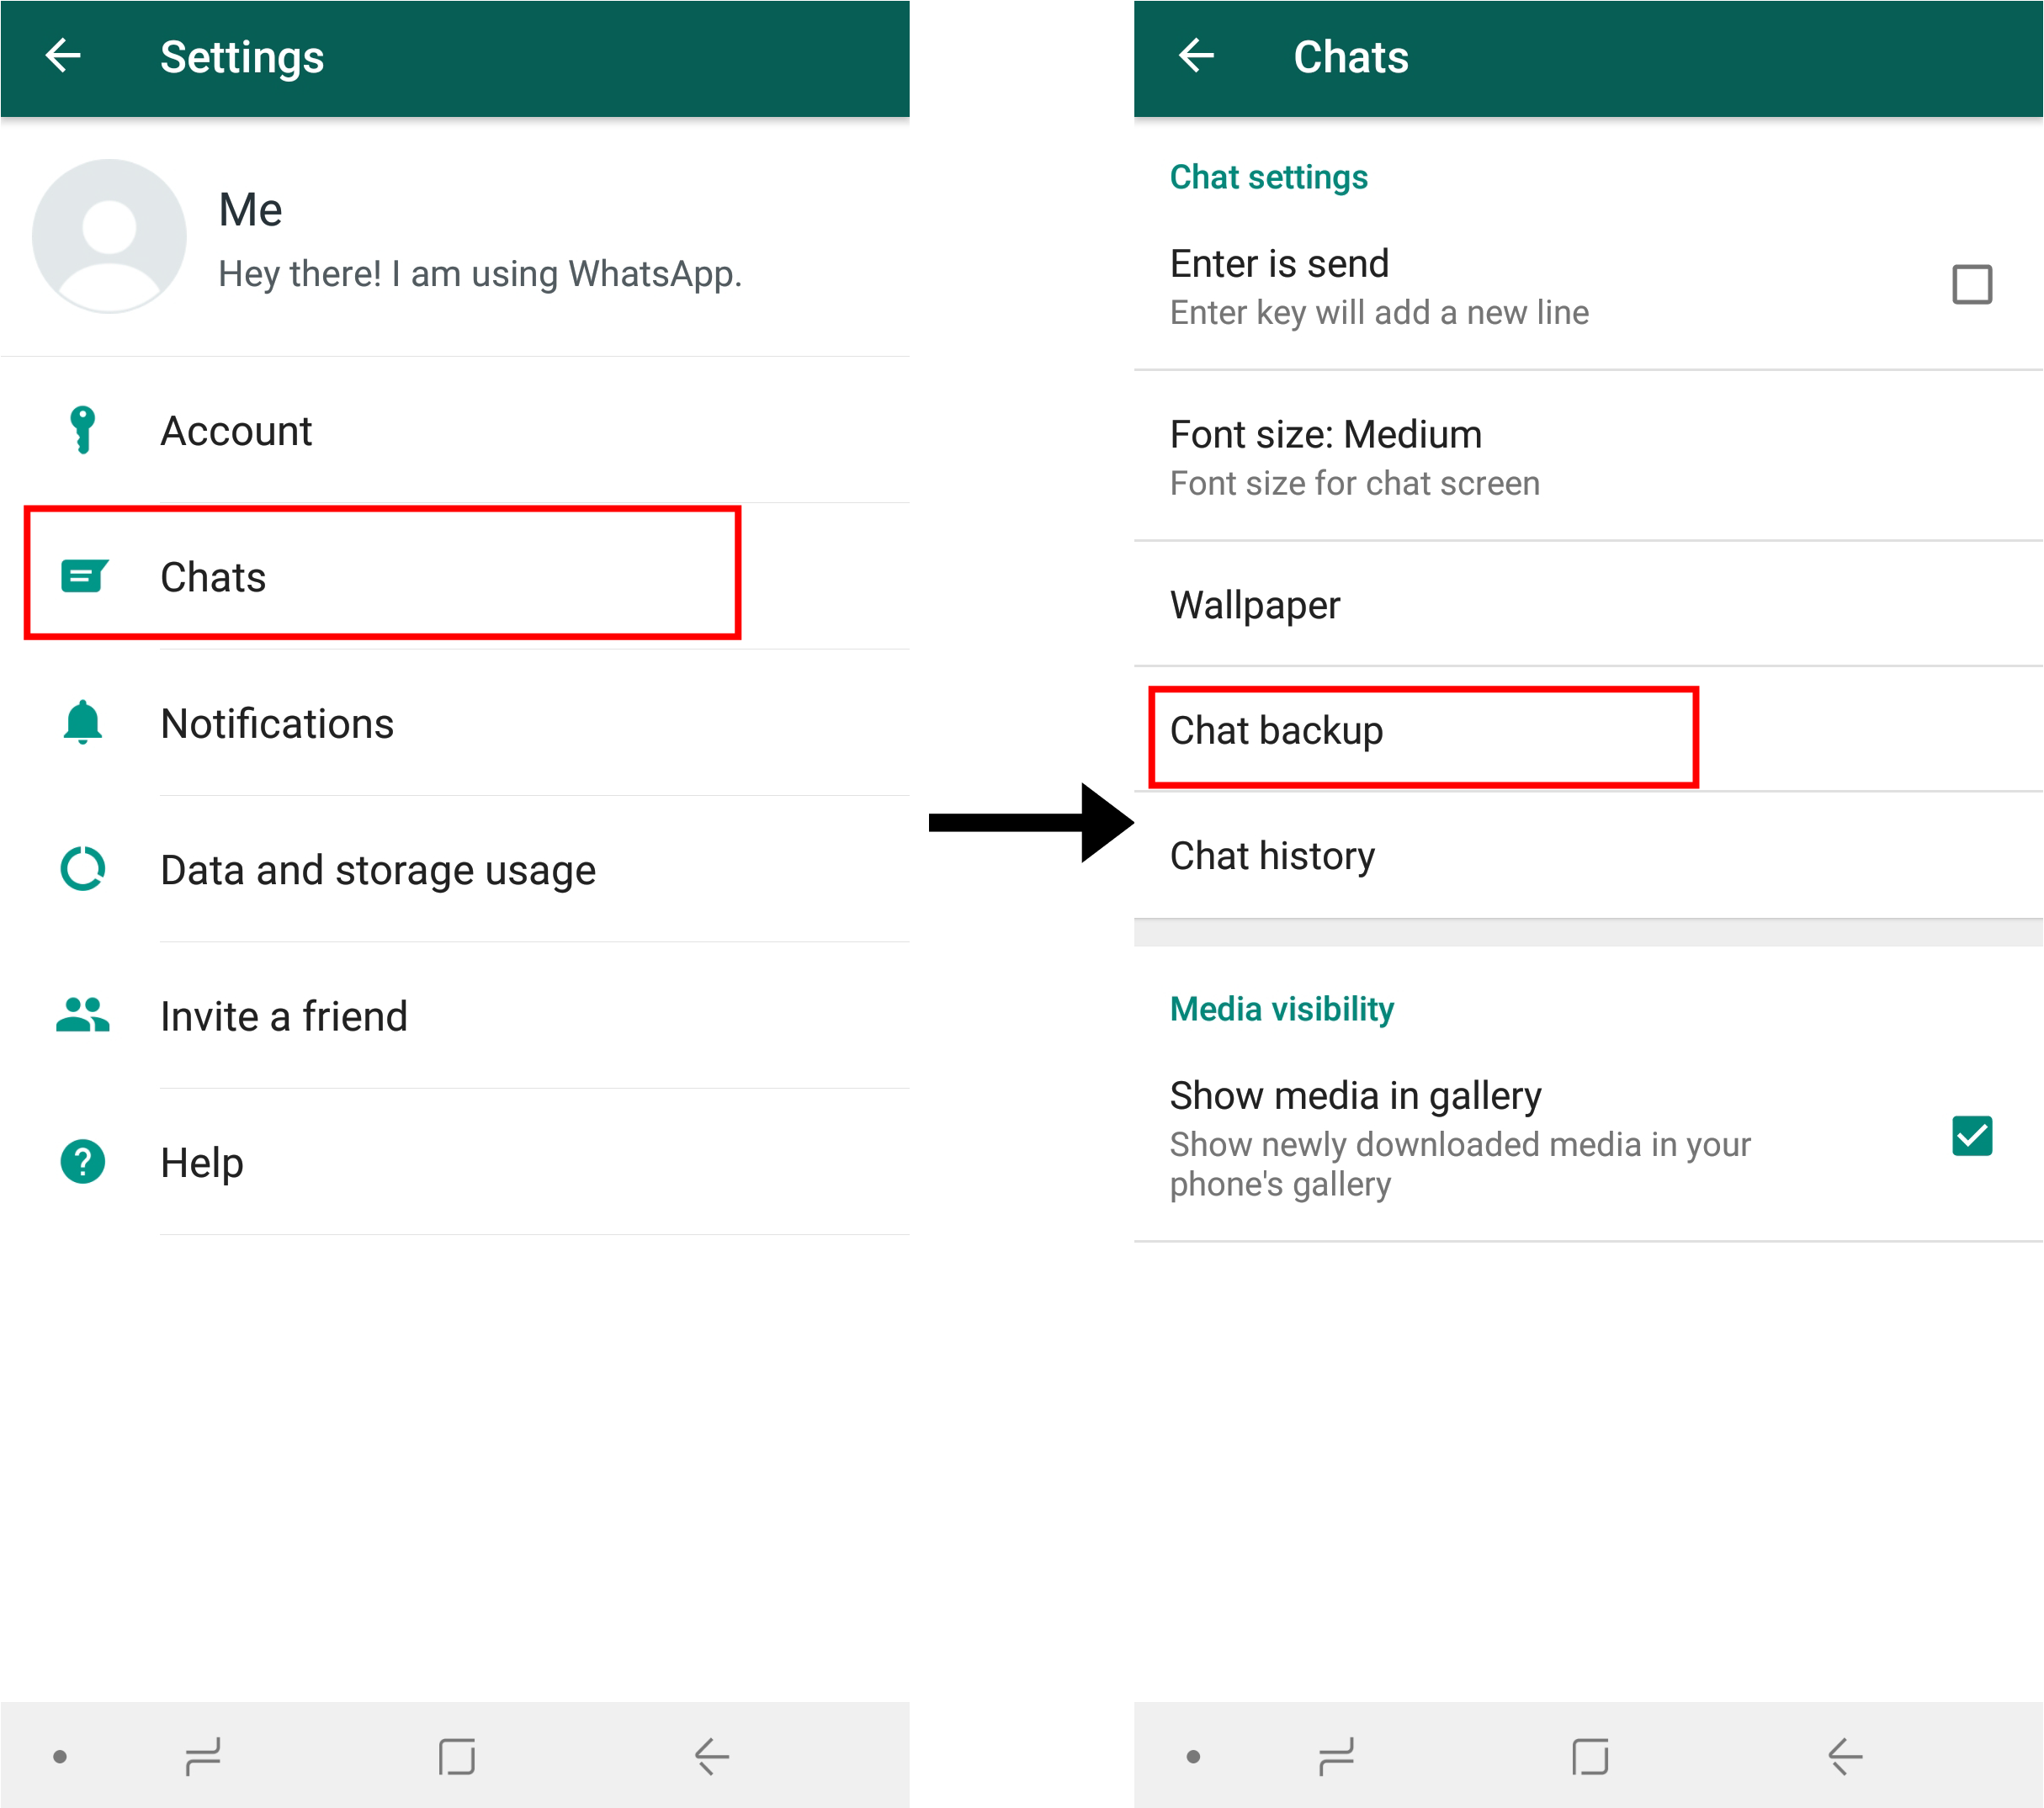 Settings
Me
Hey there! I am using WhatsApp.
Account
Chats
Notifications
Data and storage usage
Invite a friend
Help
Chats
Chat settings
Enter is send
Enter key will add a new line
Font size: Medium
Font size for chat screen
Wallpaper
Chat backup
Chat history
Media visibility
Show media in gallery
Show newly downloaded media in your
phone's gallery